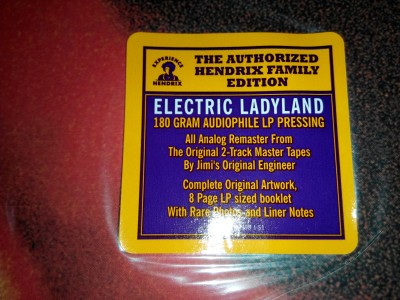 EXPERIENCE
HENDRIX
THE AUTHORIZED
HENDRIX FAMILY
EDITION
ELECTRIC LADYLAND
180 GRAM AUDIOPHILE LP PRESSING
All Analog Remaster From
The Original 2-Track Master Tapes
By Jimi's Original Engineer
Complete Original Artwork,
8 Page LP sized booklet
With Rare Photos and Liner Notes